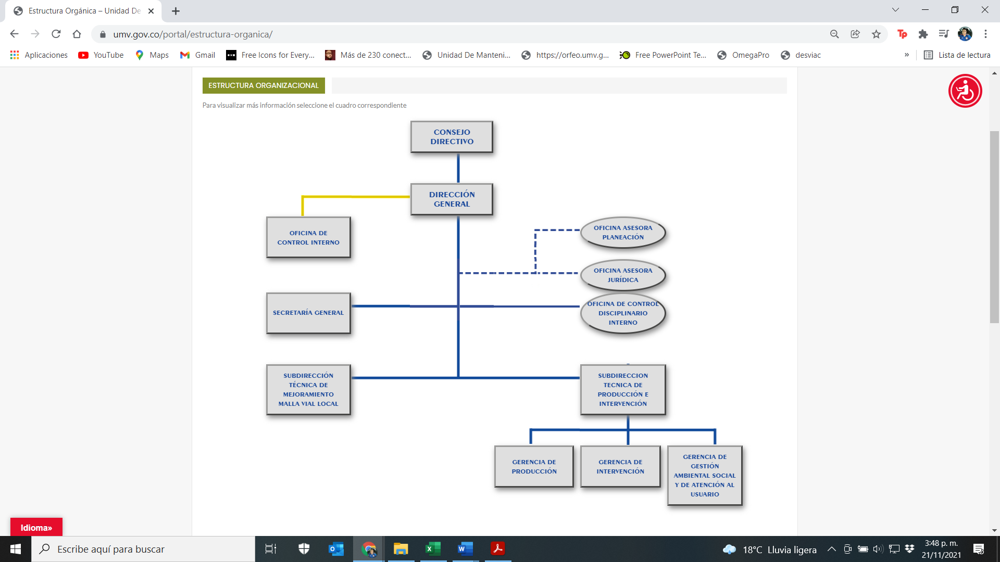 Estructura Orgánica – Unidad De
umv.gov.co/portal/estructura-organica/
Aplicaciones
YouTube
Maps
Gmail
Free Icons for Every...
Más de 230 conect...
Unidad De Manteni...
https://orfeo.umv.g...
Free PowerPoint Te...
OmegaPro
desviac
»
Lista de lectura
ESTRUCTURA ORGANIZACIONAL
Para visualizar más información seleccione el cuadro correspondiente
CONSEJO
DIRECTIVO
DIRECCIÓN
GENERAL
OFICINA DE
CONTROL INTERNO
OFICINA ASESORA
PLANEACIÓN
OFICINA ASESORA
JURÍDICA
SECRETARÍA GENERAL
OFICINA DE CONTROL
DISCIPLINARIO
INTERNO
SUBDIRECCIÓN
TÉCNICA DE
MEJORAMIENTO
MALLA VIAL LOCAL
SUBDIRECCION
TECNICA DE
PRODUCCIÓN E
INTERVENCIÓN
GERENCIA DE
PRODUCCIÓN
GERENCIA DE
INTERVENCIÓN
GERENCIA DE
GESTIÓN
AMBIENTAL SOCIAL
Y DE ATENCIÓN AL
USUARIO
Idioma»
Escribe aquí para buscar
18°C Lluvia ligera
3:48 p. m.
21/11/2021